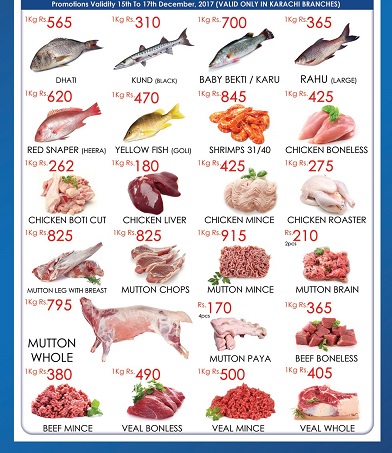 Promotions Validity 15th To 17th December, 2017 (VALID ONLY IN KARACHI BRANCHES)
1Kg Rs.565 1Kg Rs.310 1Kg Rs.700 1Kg Rs.365
DHATI KUND (BLACK) BABY BEKTI / KARU RAHU (LARGE)
1Kg Rs.620 1Kg Rs.470 1Kg Rs.845 1Kg Rs.425
RED SNAPER (HEERA) YELLOW FISH (GOLI) SHRIMPS 31/40 CHICKEN BONELESS
1Kg Rs.262 1Kg Rs.180 1Kg Rs.425 1Kg Rs.275
CHICKEN BOTI CUT CHICKEN LIVER CHICKEN MINCE CHICKEN ROASTER
1Kg Rs.825 1Kg Rs.825 1Kg Rs.915 Rs.210
2pcs
MUTTON LEG WITH BREAST MUTTON CHOPS MUTTON MINCE MUTTON BRAIN
1Kg Rs.795 Rs.170 1Kg Rs.365
4pcs
MUTTON
WHOLE
MUTTON PAYA BEEF BONELESS
1Kg Rs.380 1Kg Rs.490 1Kg Rs.500 1Kg Rs.405
BEEF MINCE VEAL BONLESS VEAL MINCE VEAL WHOLE